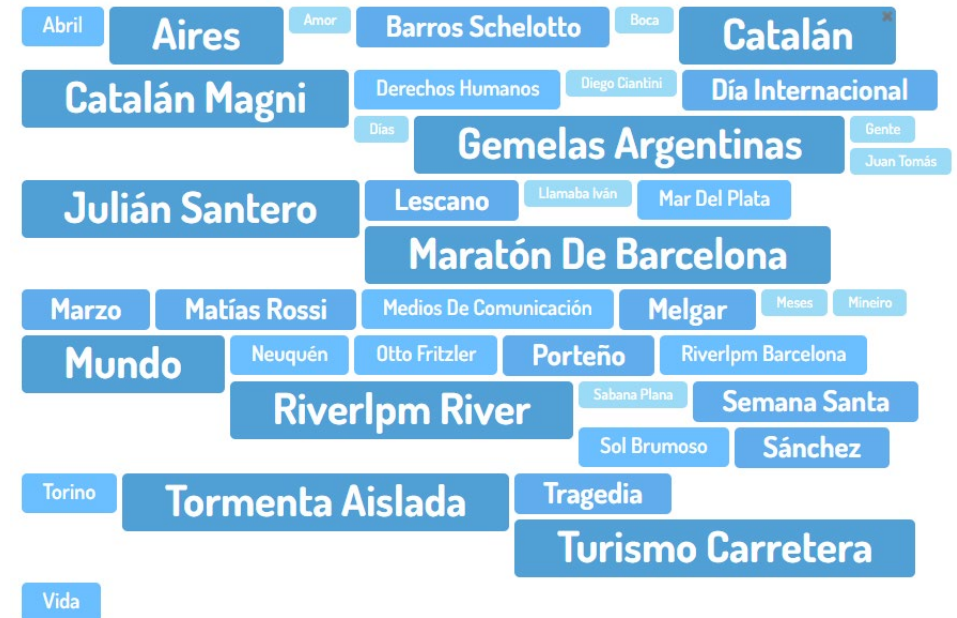 Abril Aires Amor Barros Schelotto Boca Catalán
Catalán Magni Derechos Humanos Diego Ciantini Día Internacional
Días Gemelas Argentinas Gente
Juan Tomás
Julián Santero Lescano Llamaba Iván Mar Del Plata
Maratón De Barcelona
Marzo Matías Rossi Medios De Comunicación Melgar Meses Mineiro
Mundo Neuquén Otto Fritzler Porteño Riverlpm Barcelona
Riverlpm River Sabana Plana Semana Santa
Sol Brumoso Sánchez
Torino Tormenta Aislada Tragedia
Turismo Carretera
Vida